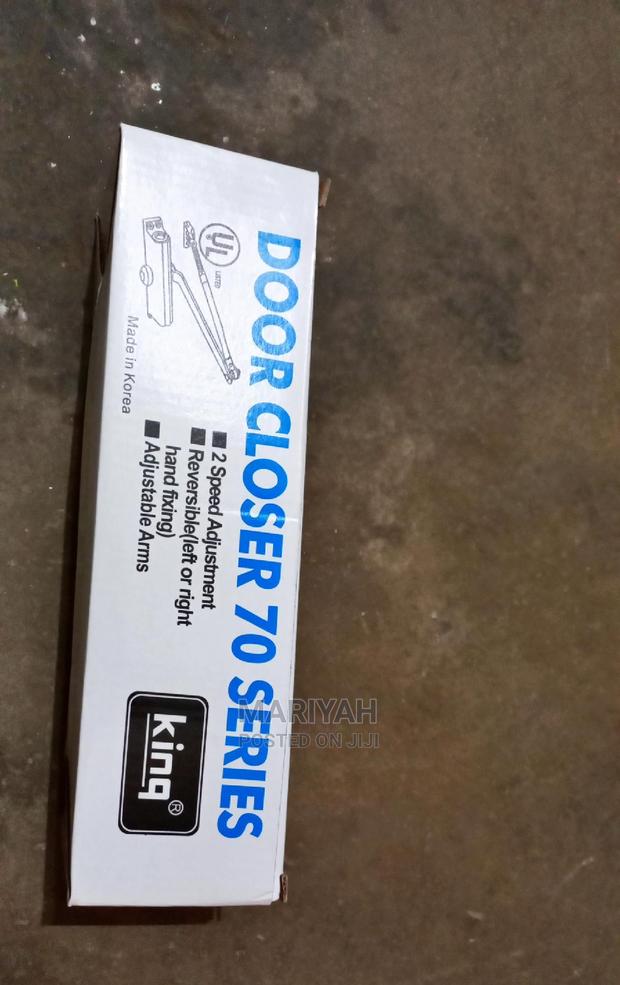 DOOR CLOSER 70 SERIES
UL
LISTED
Made in Korea
2 Speed Adjustment
Reversible(left or right
hand fixing)
Adjustable Arms
king®
MARIYAH
POSTED ON JIJI